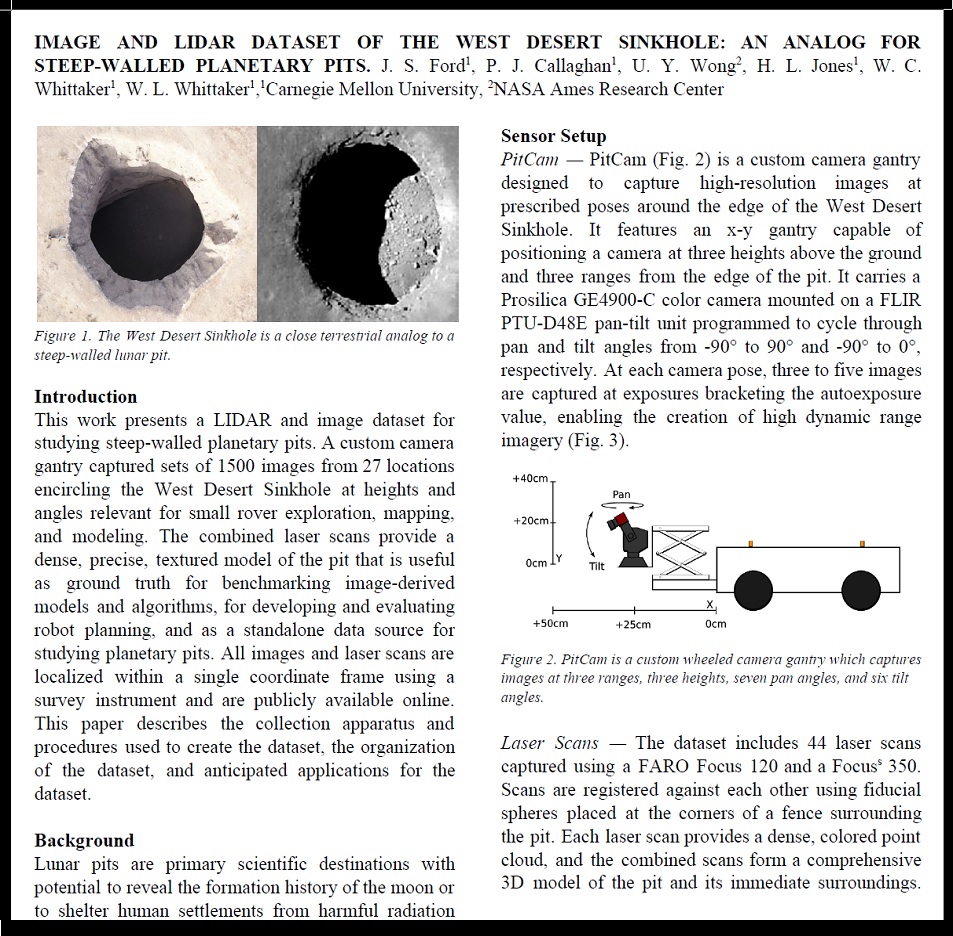 IMAGE AND LIDAR DATASET OF THE WEST DESERT SINKHOLE: AN ANALOG FOR
STEEP-WALLED PLANETARY PITS. J. S. Ford¹, P. J. Callaghan¹, U. Y. Wong², H. L. Jones¹, W. C.
Whittaker¹, W. L. Whittaker¹,¹Carnegie Mellon University, ²NASA Ames Research Center
Figure 1. The West Desert Sinkhole is a close terrestrial analog to a
steep-walled lunar pit.
Introduction
This work presents a LIDAR and image dataset for
studying steep-walled planetary pits. A custom camera
gantry captured sets of 1500 images from 27 locations
encircling the West Desert Sinkhole at heights and
angles relevant for small rover exploration, mapping,
and modeling. The combined laser scans provide a
dense, precise, textured model of the pit that is useful
as ground truth for benchmarking image-derived
models and algorithms, for developing and evaluating
robot planning, and as a standalone data source for
studying planetary pits. All images and laser scans are
localized within a single coordinate frame using a
survey instrument and are publicly available online.
This paper describes the collection apparatus and
procedures used to create the dataset, the organization
of the dataset, and anticipated applications for the
dataset.
Background
Lunar pits are primary scientific destinations with
potential to reveal the formation history of the moon or
to shelter human settlements from harmful radiation
Sensor Setup
PitCam — PitCam (Fig. 2) is a custom camera gantry
designed to capture high-resolution images at
prescribed poses around the edge of the West Desert
Sinkhole. It features an x-y gantry capable of
positioning a camera at three heights above the ground
and three ranges from the edge of the pit. It carries a
Prosilica GE4900-C color camera mounted on a FLIR
PTU-D48E pan-tilt unit programmed to cycle through
pan and tilt angles from -90° to 90° and -90° to 0°,
respectively. At each camera pose, three to five images
are captured at exposures bracketing the autoexposure
value, enabling the creation of high dynamic range
imagery (Fig. 3).
+40cm
Pan
+20cm
0cm
Y
Tilt
X
+50cm
+25cm
0cm
Figure 2. PitCam is a custom wheeled camera gantry which captures
images at three ranges, three heights, seven pan angles, and six tilt
angles.
Laser Scans — The dataset includes 44 laser scans
captured using a FARO Focus 120 and a Focusˢ 350.
Scans are registered against each other using fiducial
spheres placed at the corners of a fence surrounding
the pit. Each laser scan provides a dense, colored point
cloud, and the combined scans form a comprehensive
3D model of the pit and its immediate surroundings.